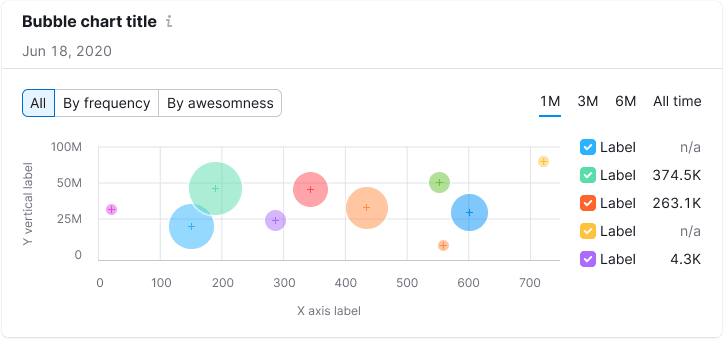 Bubble chart title i
Jun 18, 2020
All By frequency By awesomness
1M 3M 6M All time
Y vertical label
100M
50M
25M
0
0 100 200 300 400 500 600 700
X axis label
Label n/a
Label 374.5K
Label 263.1K
Label n/a
Label 4.3K